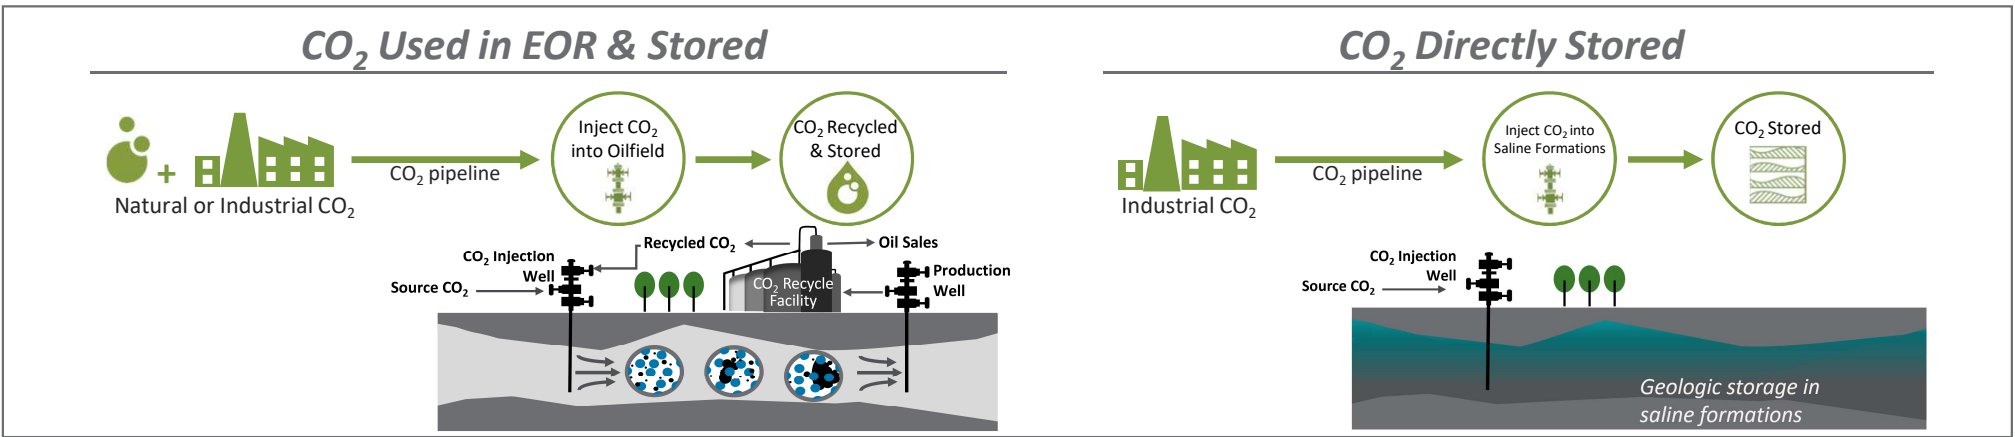 CO₂ Used in EOR & Stored
Natural or Industrial CO₂
+
CO₂ pipeline
Inject CO₂
into Oilfield
CO₂ Recycled
& Stored
Recycled CO₂
Oil Sales
CO₂ Injection
Well
Source CO₂
CO₂ Recycle
Facility
Production
Well
CO₂ Directly Stored
Industrial CO₂
CO₂ pipeline
Inject CO₂ into
Saline Formations
CO₂ Stored
CO₂ Injection
Well
Source CO₂
Geologic storage in
saline formations